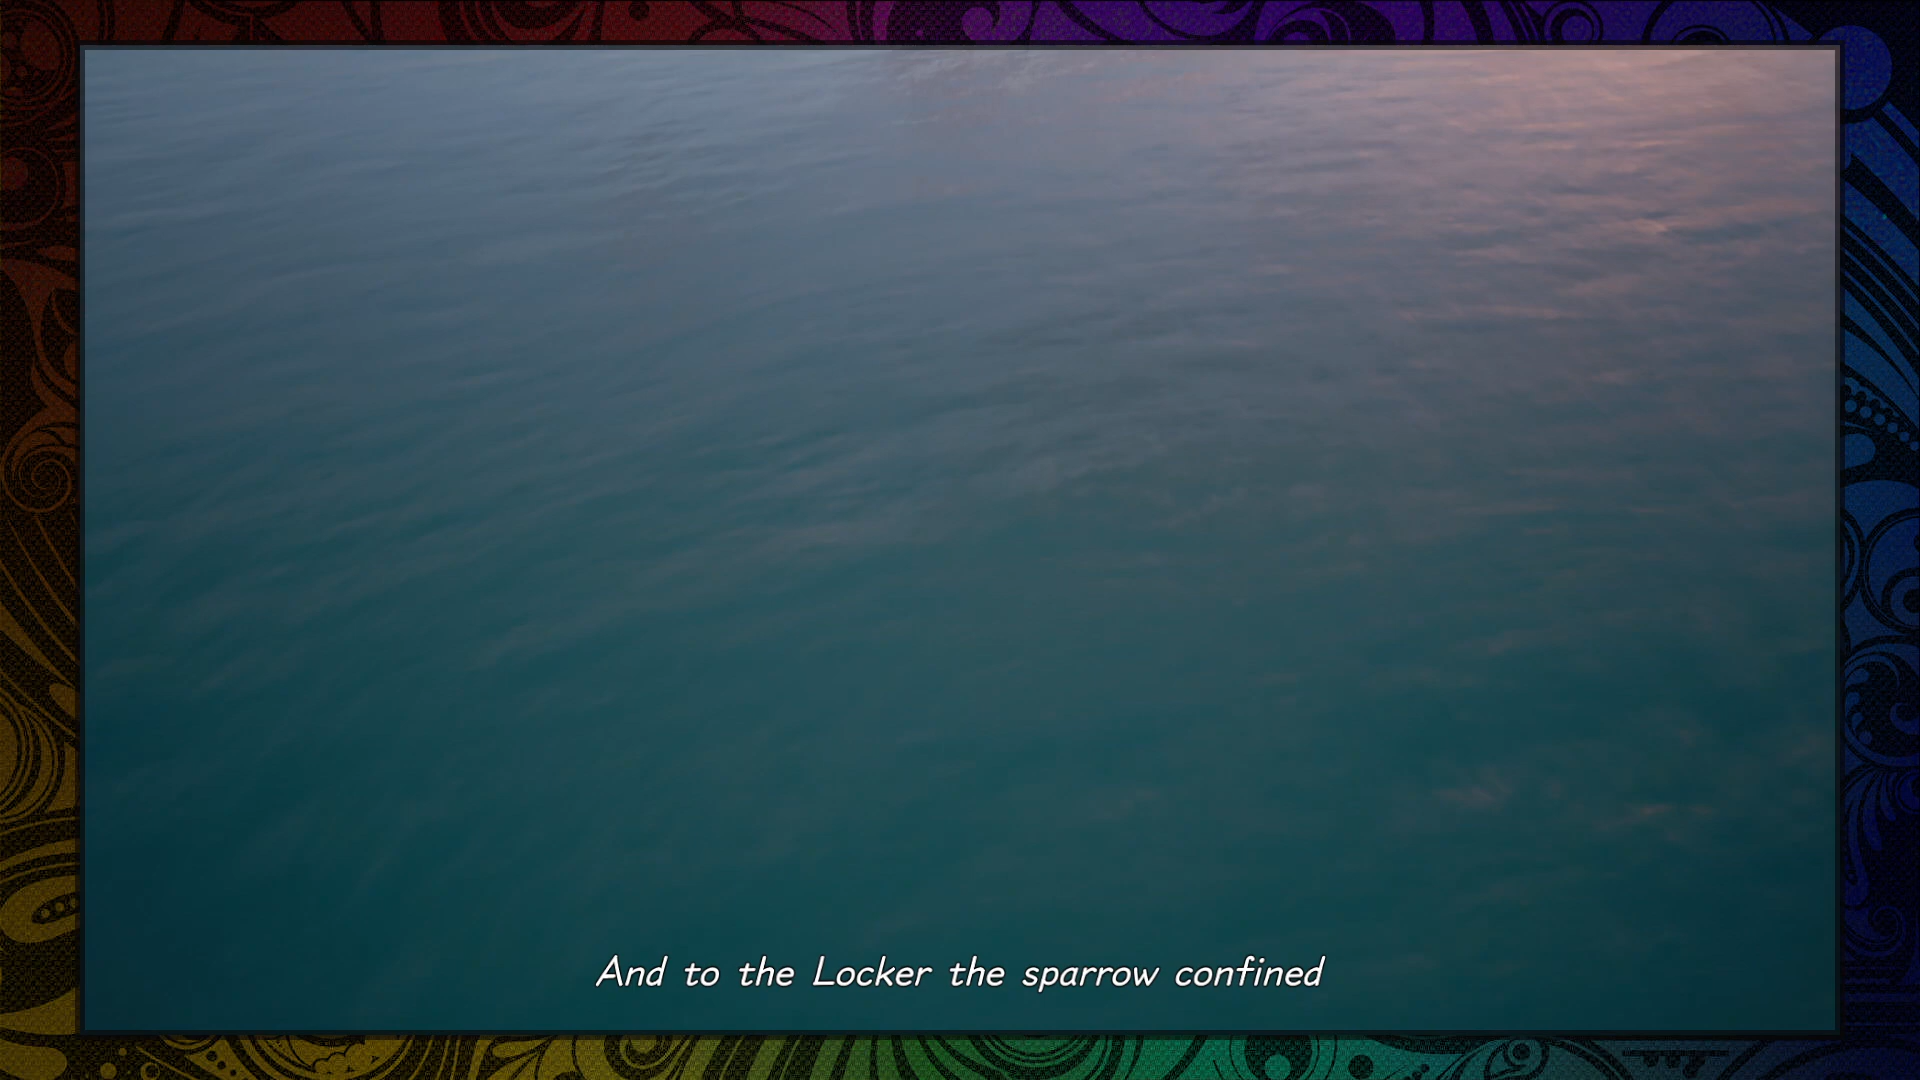 And to the Locker the sparrow confined